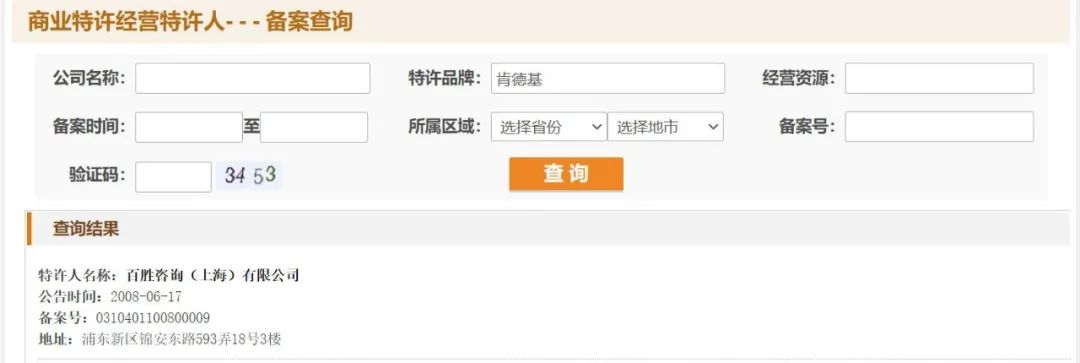 商业特许经营特许人- - - 备案查询
公司名称： 特许品牌： 肯德基 经营资源：
备案时间： 至 所属区域： 选择省份 选择地市 备案号：
验证码： 3453 查 询
查询结果
特许人名称：百胜咨询（上海）有限公司
公告时间：2008-06-17
备案号：0310401100800009
地址：浦东新区锦安东路593弄18号3楼